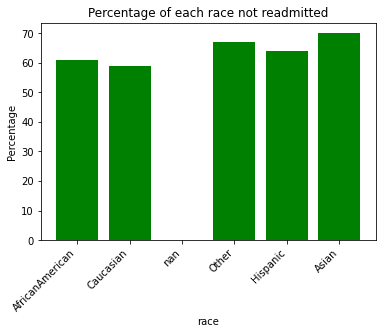 Percentage of each race not readmitted
Percentage
70
60
50
40
30
20
10
0
AfricanAmerican
Caucasian
nan
Other
Hispanic
Asian
race